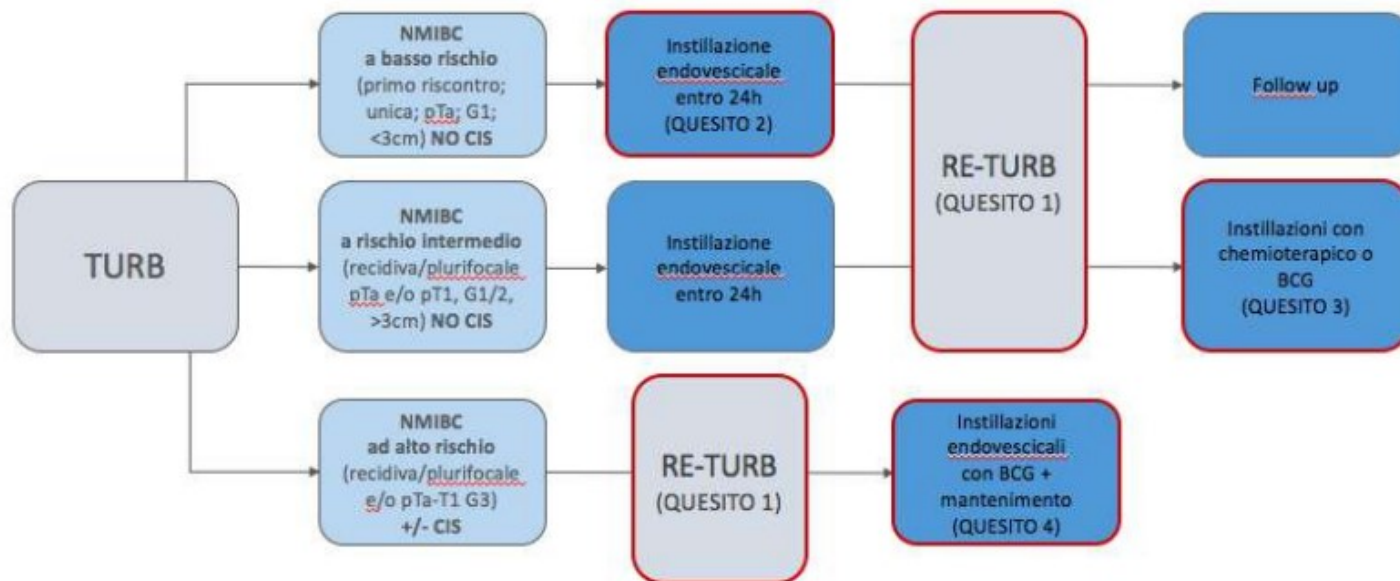 TURB
NMIBC
a basso rischio
(primo riscontro;
unica; pTa; G1;
<3cm) NO CIS
Instillazione
endovescicale
entro 24h
(QUESITO 2)
RE-TURB
(QUESITO 1)
Follow up
NMIBC
a rischio intermedio
(recidiva/plurifocale
pTa e/o pT1, G1/2,
>3cm) NO CIS
Instillazione
endovescicale
entro 24h
Instillazioni con
chemioterapico o
BCG
(QUESITO 3)
NMIBC
ad alto rischio
(recidiva/plurifocale
e/o pTa-T1 G3)
+/- CIS
RE-TURB
(QUESITO 1)
Instillazioni
endovescicali
con BCG +
mantenimento
(QUESITO 4)